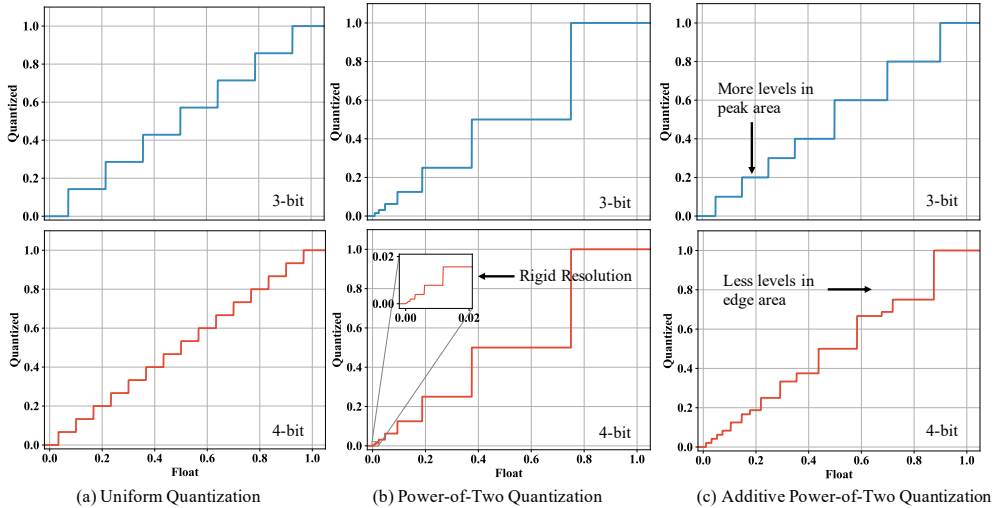 1.0
0.8
0.6
0.4
0.2
0.0
Quantized
3-bit
1.0
0.8
0.6
0.4
0.2
0.0
Quantized
3-bit
1.0
0.8
0.6
0.4
0.2
0.0
Quantized
More levels in
peak area
3-bit
1.0
0.8
0.6
0.4
0.2
0.0
Quantized
4-bit
0.0 0.2 0.4 0.6 0.8 1.0
Float
1.0
0.8
0.6
0.4
0.2
0.0
Quantized
0.02
0.00
0.00 0.02
Rigid Resolution
4-bit
0.0 0.2 0.4 0.6 0.8 1.0
Float
1.0
0.8
0.6
0.4
0.2
0.0
Quantized
Less levels in
edge area
4-bit
0.0 0.2 0.4 0.6 0.8 1.0
Float
(a) Uniform Quantization
(b) Power-of-Two Quantization
(c) Additive Power-of-Two Quantization